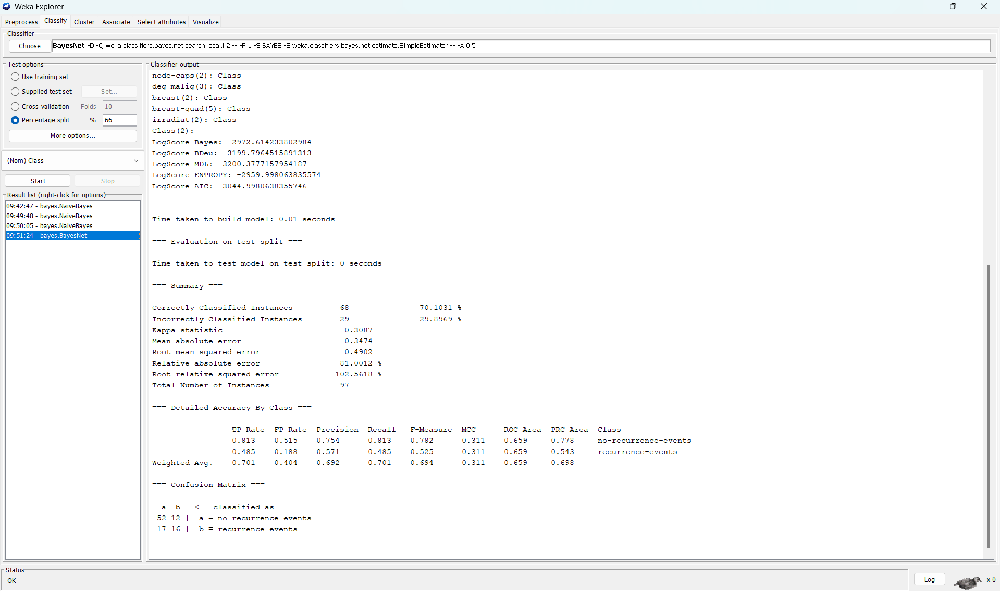 Weka Explorer
Preprocess Classify Cluster Associate Select attributes Visualize
Classifier
Choose BayesNet -D -Q weka.classifiers.bayes.net.search.local.K2 -- -P 1 -S BAYES -E weka.classifiers.bayes.net.estimate.SimpleEstimator -- -A 0.5
Test options
Use training set
Supplied test set Set...
Cross-validation Folds 10
Percentage split % 66
More options...
(Nom) Class
Start Stop
Result list (right-click for options)
09:42:47 - bayes.NaiveBayes
09:49:48 - bayes.NaiveBayes
09:50:05 - bayes.NaiveBayes
09:51:24 - bayes.BayesNet
Classifier output
node-caps(2): Class
deg-malig(3): Class
breast(2): Class
breast-quad(5): Class
irradiat(2): Class
Class(2):
LogScore Bayes: -2972.614233802984
LogScore BDeu: -3199.7964515891313
LogScore MDL: -3200.3777157954187
LogScore ENTROPY: -2959.998063835574
LogScore AIC: -3044.9980638355746
Time taken to build model: 0.01 seconds
=== Evaluation on test split ===
Time taken to test model on test split: 0 seconds
=== Summary ===
Correctly Classified Instances 68 70.1031 %
Incorrectly Classified Instances 29 29.8969 %
Kappa statistic 0.3087
Mean absolute error 0.3474
Root mean squared error 0.4902
Relative absolute error 81.0012 %
Root relative squared error 102.5618 %
Total Number of Instances 97
=== Detailed Accuracy By Class ===
TP Rate FP Rate Precision Recall F-Measure MCC ROC Area PRC Area Class
0.813 0.515 0.754 0.813 0.782 0.311 0.659 0.778 no-recurrence-events
0.485 0.188 0.571 0.485 0.525 0.311 0.659 0.543 recurrence-events
Weighted Avg. 0.701 0.404 0.692 0.701 0.694 0.311 0.659 0.698
=== Confusion Matrix ===
a b <-- classified as
52 12 | a = no-recurrence-events
17 16 | b = recurrence-events
Status
OK
Log x 0